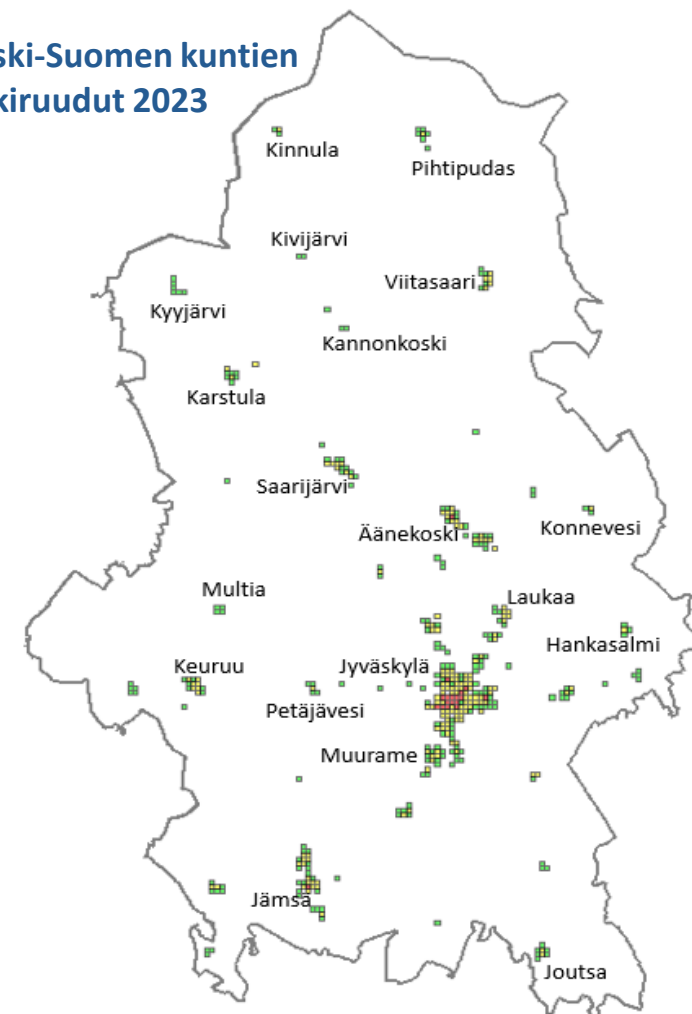 ski-Suomen kuntien
kiruudut 2023
Kinnula
Pihtipudas
Kivijärvi
Viitasaari
Kyyjärvi
Kannonkoski
Karstula
Saarijärvi
Äänekoski
Konnevesi
Multia
Laukaa
Hankasalmi
Keuruu
Jyväskylä
Petäjävesi
Muurame
Jämsä
Joutsa